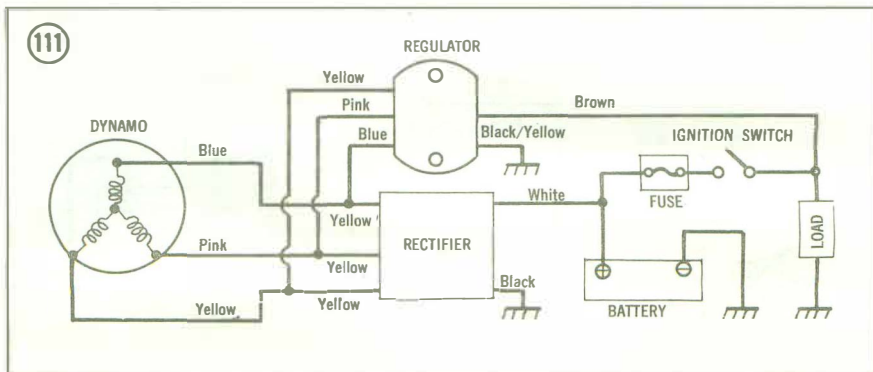 111
REGULATOR
Yellow
Pink
Brown
DYNAMO
Blue
Black/Yellow
IGNITION SWITCH
Blue
White
FUSE
Yellow
RECTIFIER
LOAD
Pink
Yellow
Black
Yellow
Yellow
BATTERY